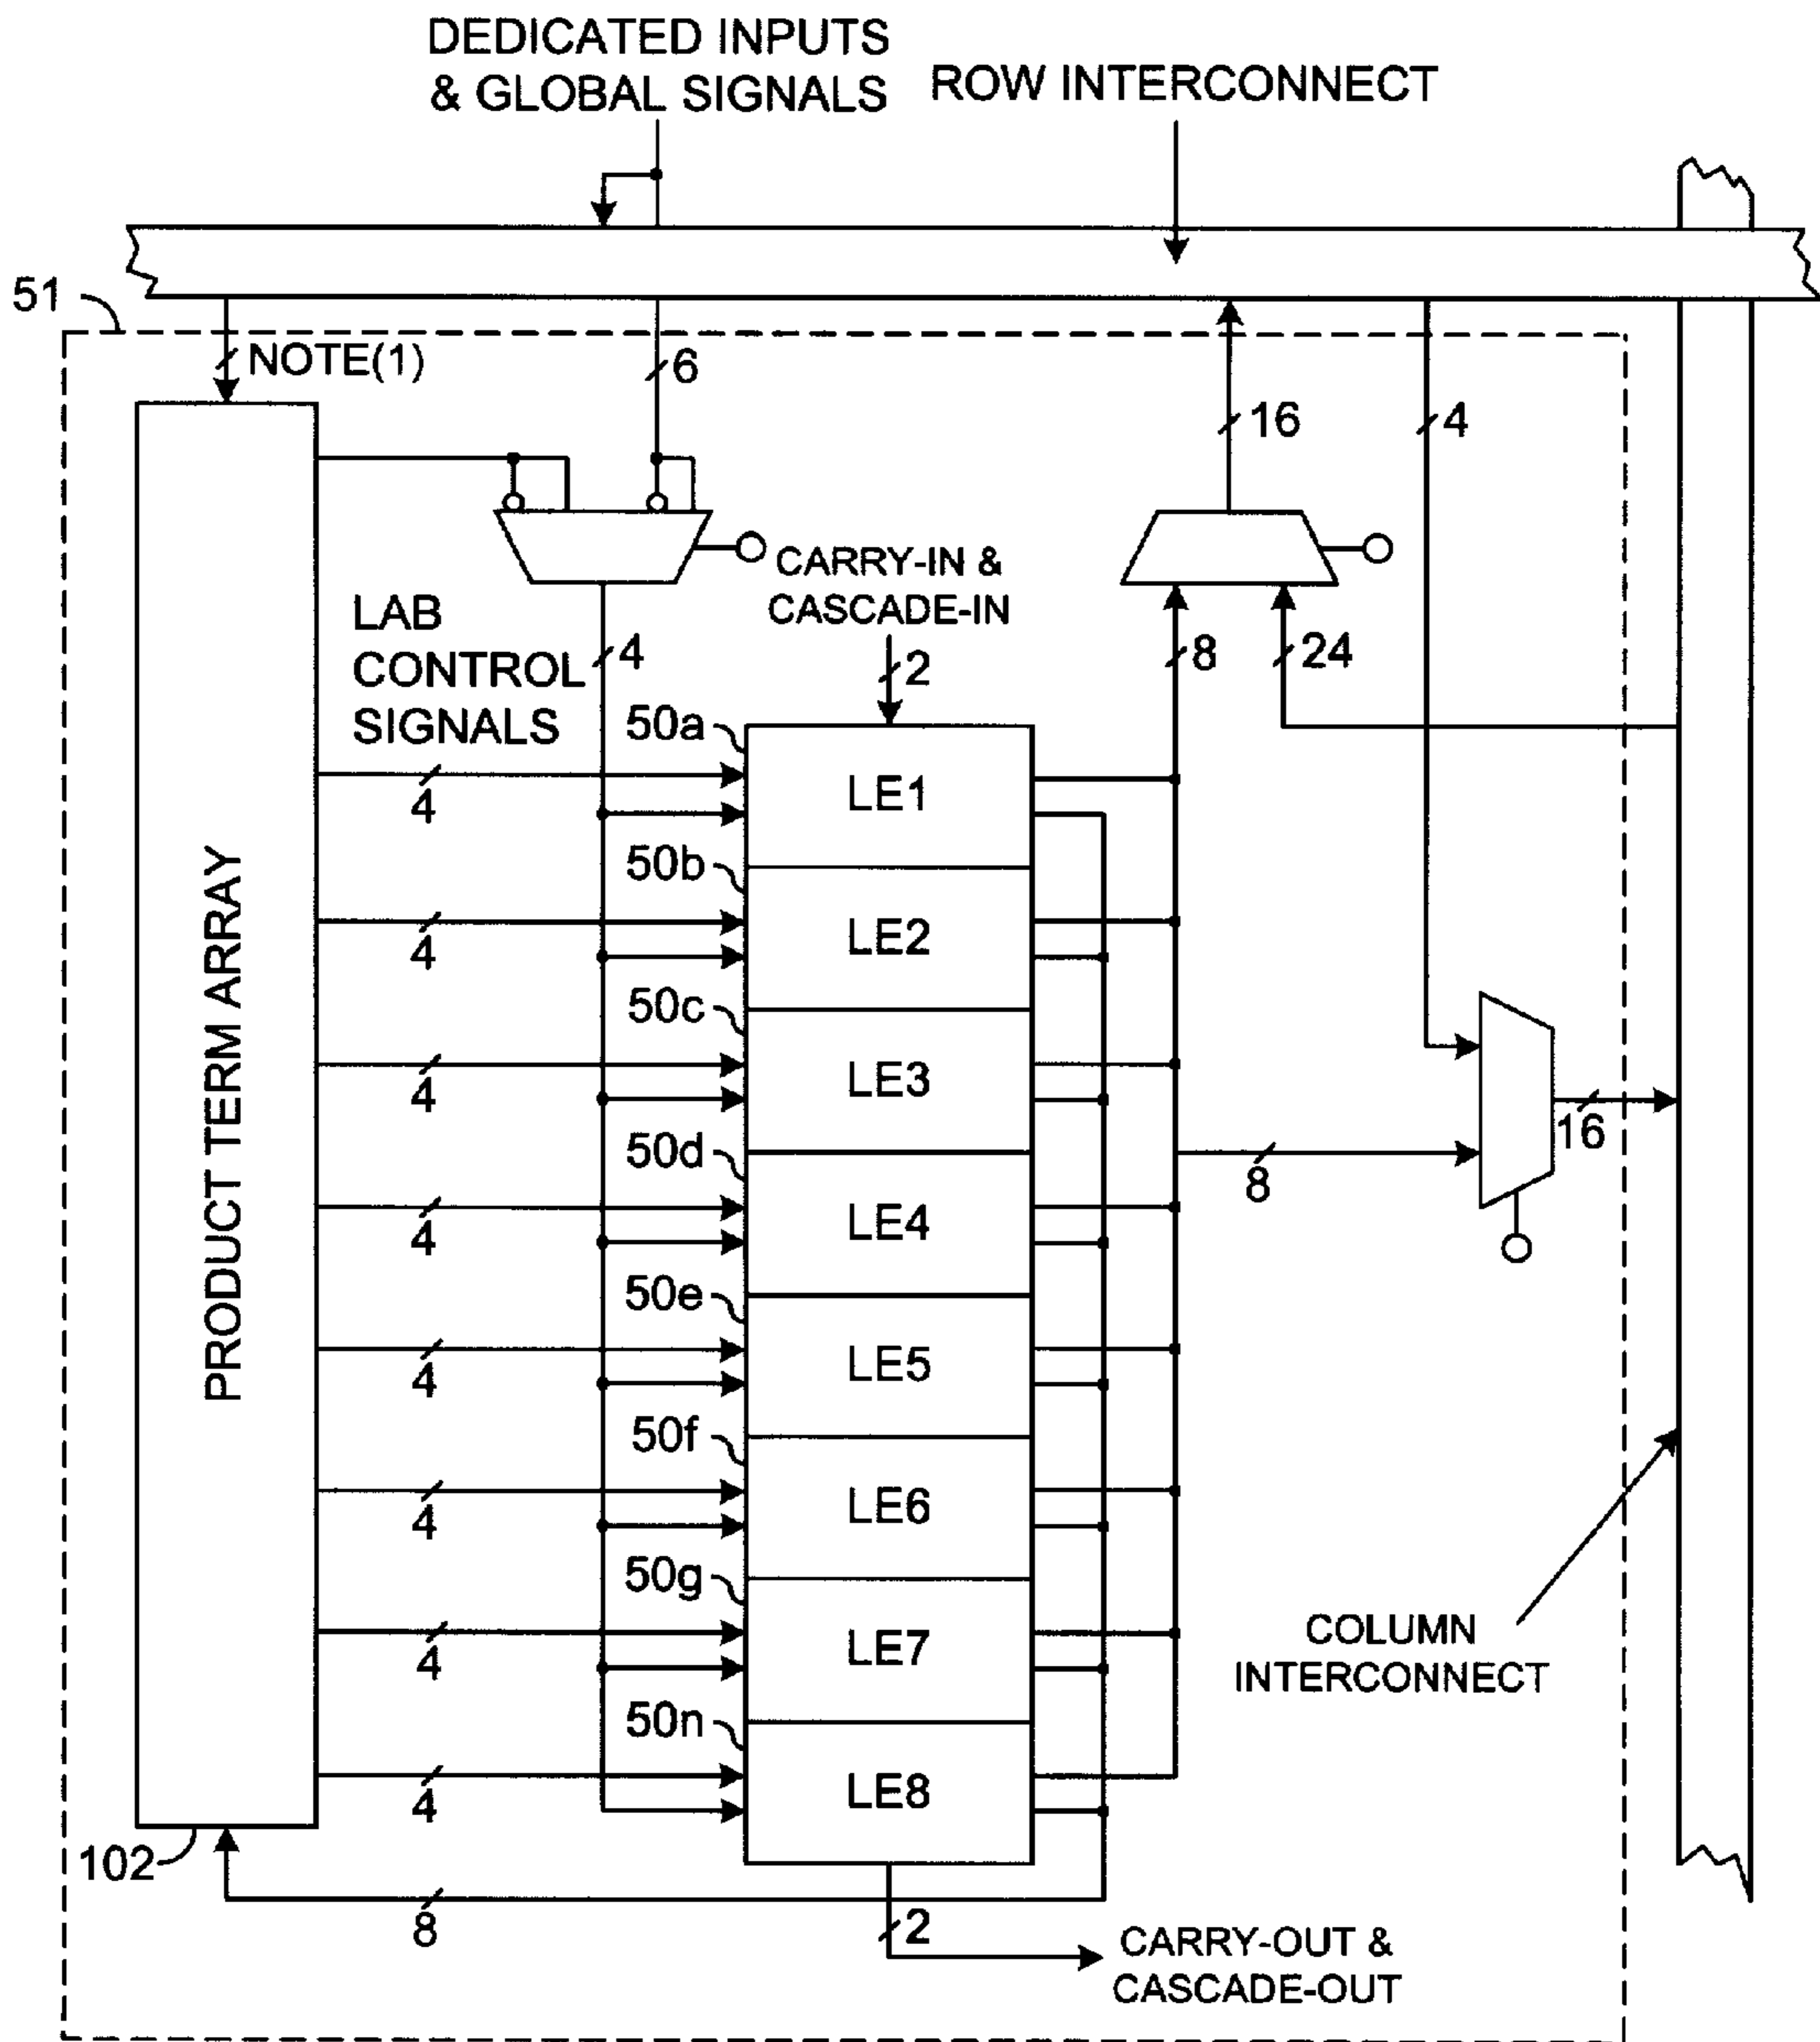 DEDICATED INPUTS
& GLOBAL SIGNALS
ROW INTERCONNECT
51
NOTE(1)
6
16
4
CARRY-IN &
CASCADE-IN
LAB
CONTROL
SIGNALS
4
2
8
24
50a
LE1
4
50b
LE2
4
50c
LE3
4
16
50d
LE4
4
8
50e
LE5
4
50f
LE6
4
50g
LE7
4
COLUMN
INTERCONNECT
50n
LE8
4
PRODUCT TERM ARRAY
102
8
2
CARRY-OUT &
CASCADE-OUT